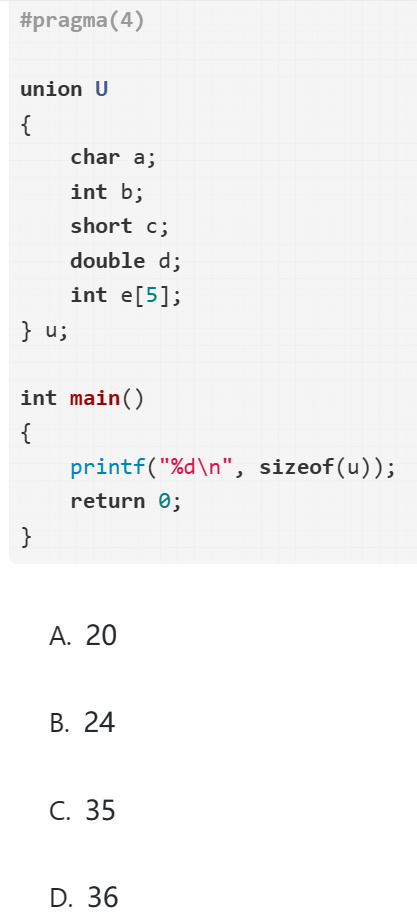 #pragma(4)
union U
{
    char a;
    int b;
    short c;
    double d;
    int e[5];
} u;
int main()
{
    printf("%d\n", sizeof(u));
    return 0;
}
A. 20
B. 24
C. 35
D. 36